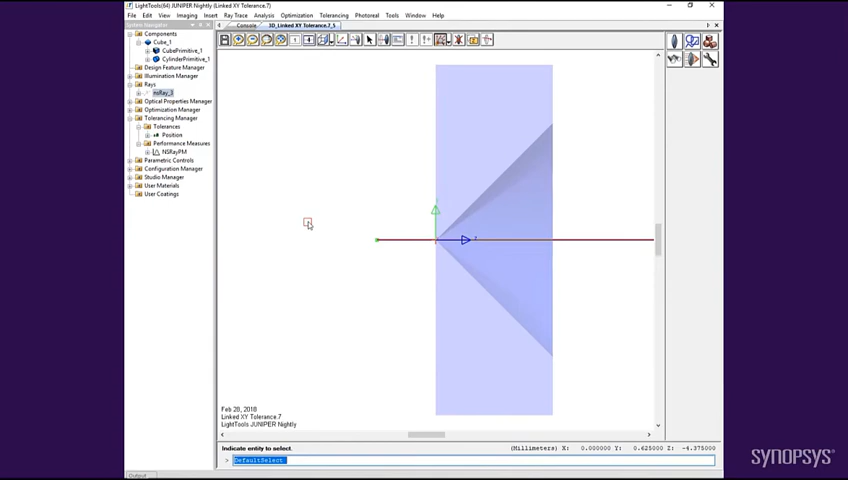 LightTools(64) JUNIPER Nightly (Linked XY Tolerance.7)
File Edit View Imaging Insert Ray Trace Analysis Optimization Tolerancing Photoreal Tools Window Help
System Navigator
Console 3D_Linked XY Tolerance.7_5
Components
Cube_1
CubePrimitive_1
CylinderPrimitive_1
Design Feature Manager
Illumination Manager
Rays
nsRay_3
Optical Properties Manager
Optimization Manager
Tolerancing Manager
Tolerances
Position
Performance Measures
NSRayPM
Parametric Controls
Configuration Manager
Studio Manager
User Materials
User Coatings
Feb 28, 2018
Linked XY Tolerance.7
LightTools JUNIPER Nightly
Indicate entity to select.
(Millimeters) X: 0.000000 Y: 0.625000 Z: -4.375000
> DefaultSelect
Output
SYNOPSYS